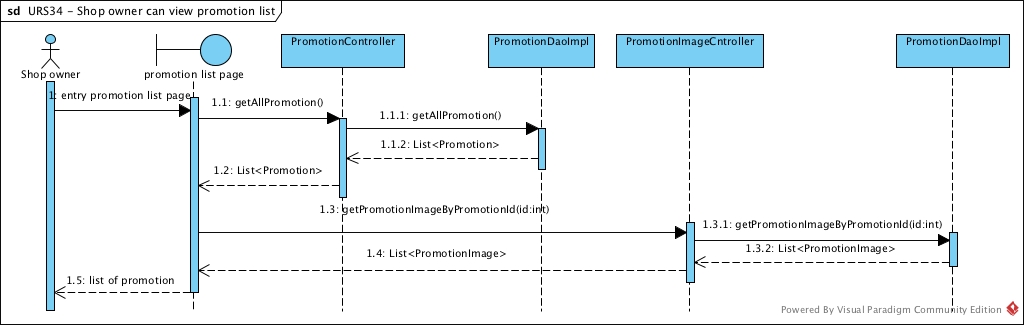 sd URS34 - Shop owner can view promotion list
PromotionController
PromotionDaoImpl
PromotionImageCntroller
PromotionDaoImpl
Shop owner
promotion list page
1: entry promotion list page
1.1: getAllPromotion()
1.1.1: getAllPromotion()
1.1.2: List<Promotion>
1.2: List<Promotion>
1.3: getPromotionImageByPromotionId(id:int)
1.3.1: getPromotionImageByPromotionId(id:int)
1.3.2: List<PromotionImage>
1.4: List<PromotionImage>
1.5: list of promotion
Powered By Visual Paradigm Community Edition